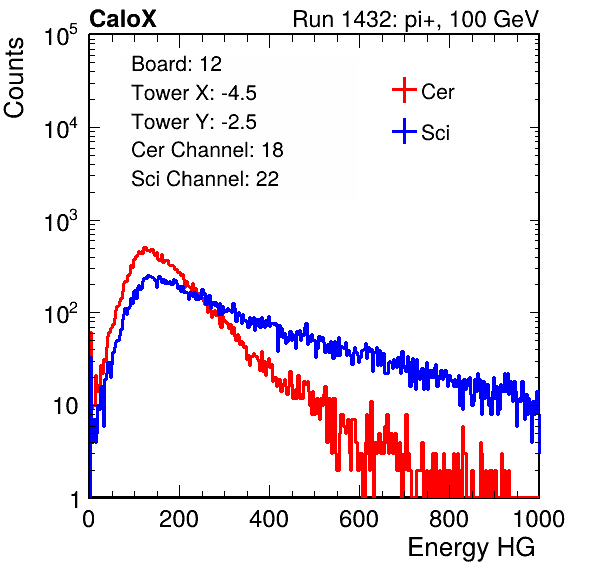 CaloX Run 1432: pi+, 100 GeV
Counts
Board: 12
Tower X: -4.5
Tower Y: -2.5
Cer Channel: 18
Sci Channel: 22
Cer
Sci
10^5
10^4
10^3
10^2
10
1
0 200 400 600 800 1000
Energy HG